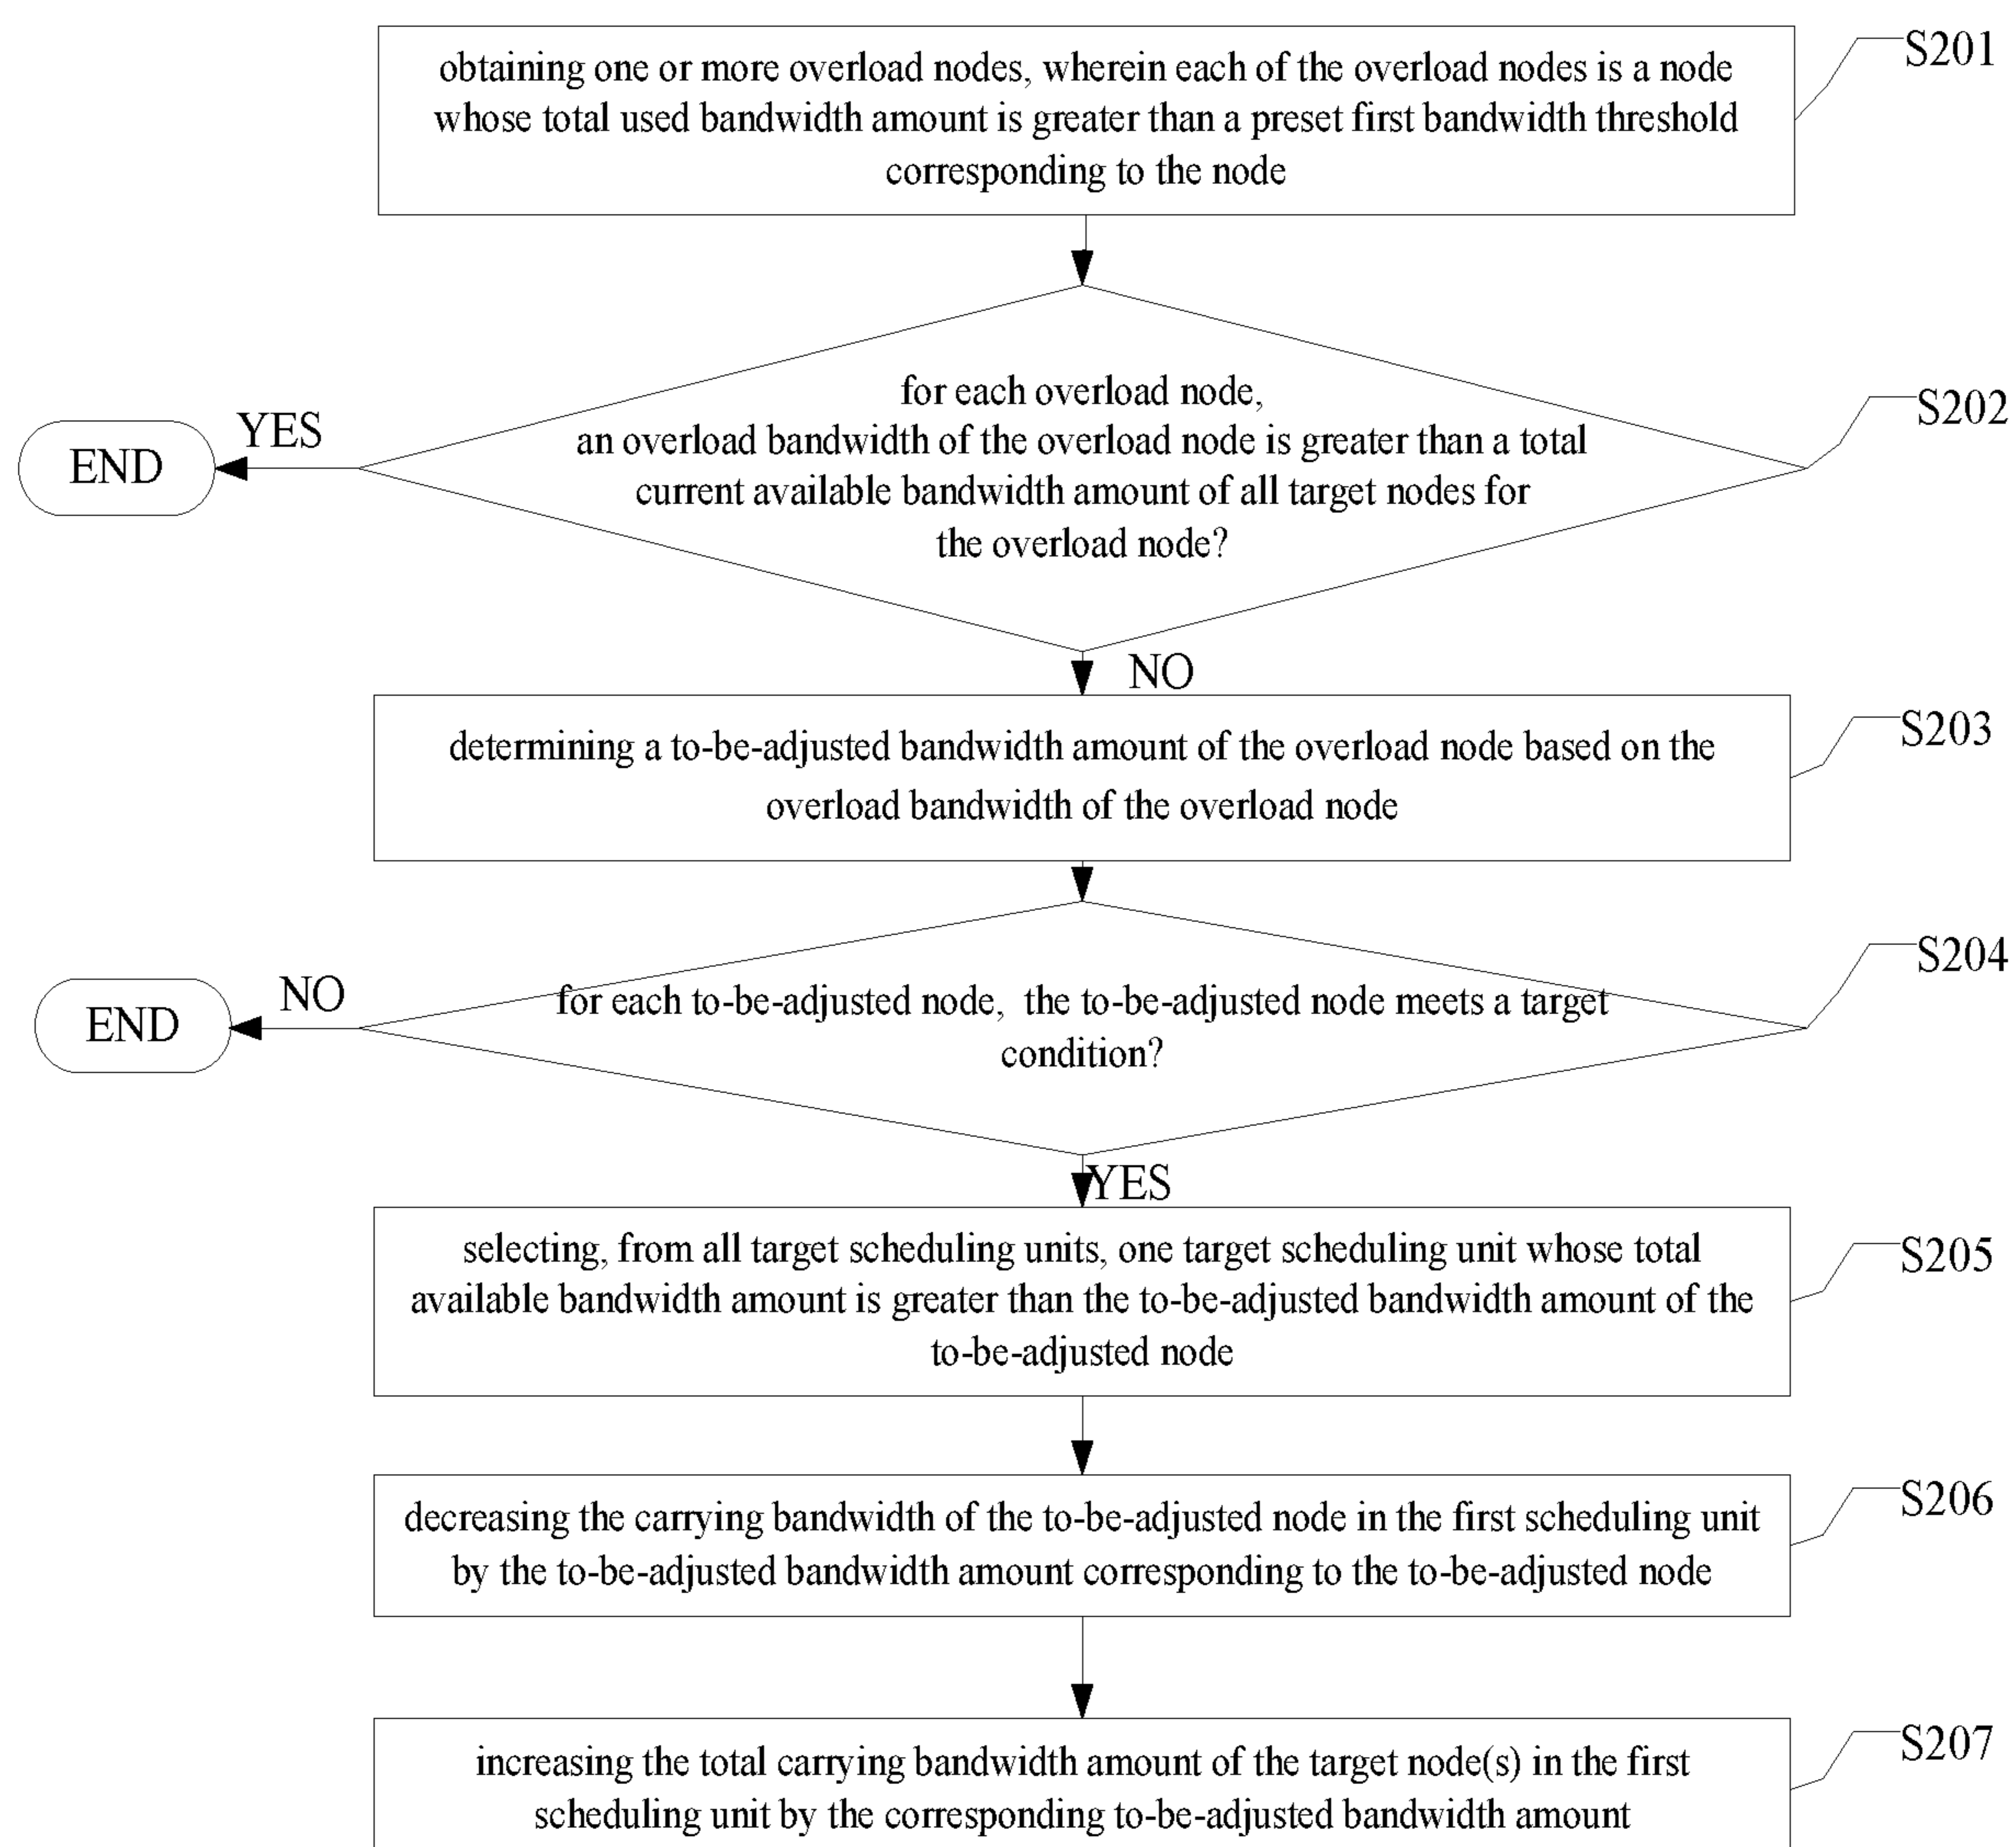 obtaining one or more overload nodes, wherein each of the overload nodes is a node
whose total used bandwidth amount is greater than a preset first bandwidth threshold
corresponding to the node
S201
for each overload node,
an overload bandwidth of the overload node is greater than a total
current available bandwidth amount of all target nodes for
the overload node?
S202
YES
END
NO
determining a to-be-adjusted bandwidth amount of the overload node based on the
overload bandwidth of the overload node
S203
for each to-be-adjusted node, the to-be-adjusted node meets a target
condition?
S204
NO
END
YES
selecting, from all target scheduling units, one target scheduling unit whose total
available bandwidth amount is greater than the to-be-adjusted bandwidth amount of the
to-be-adjusted node
S205
decreasing the carrying bandwidth of the to-be-adjusted node in the first scheduling unit
by the to-be-adjusted bandwidth amount corresponding to the to-be-adjusted node
S206
increasing the total carrying bandwidth amount of the target node(s) in the first
scheduling unit by the corresponding to-be-adjusted bandwidth amount
S207